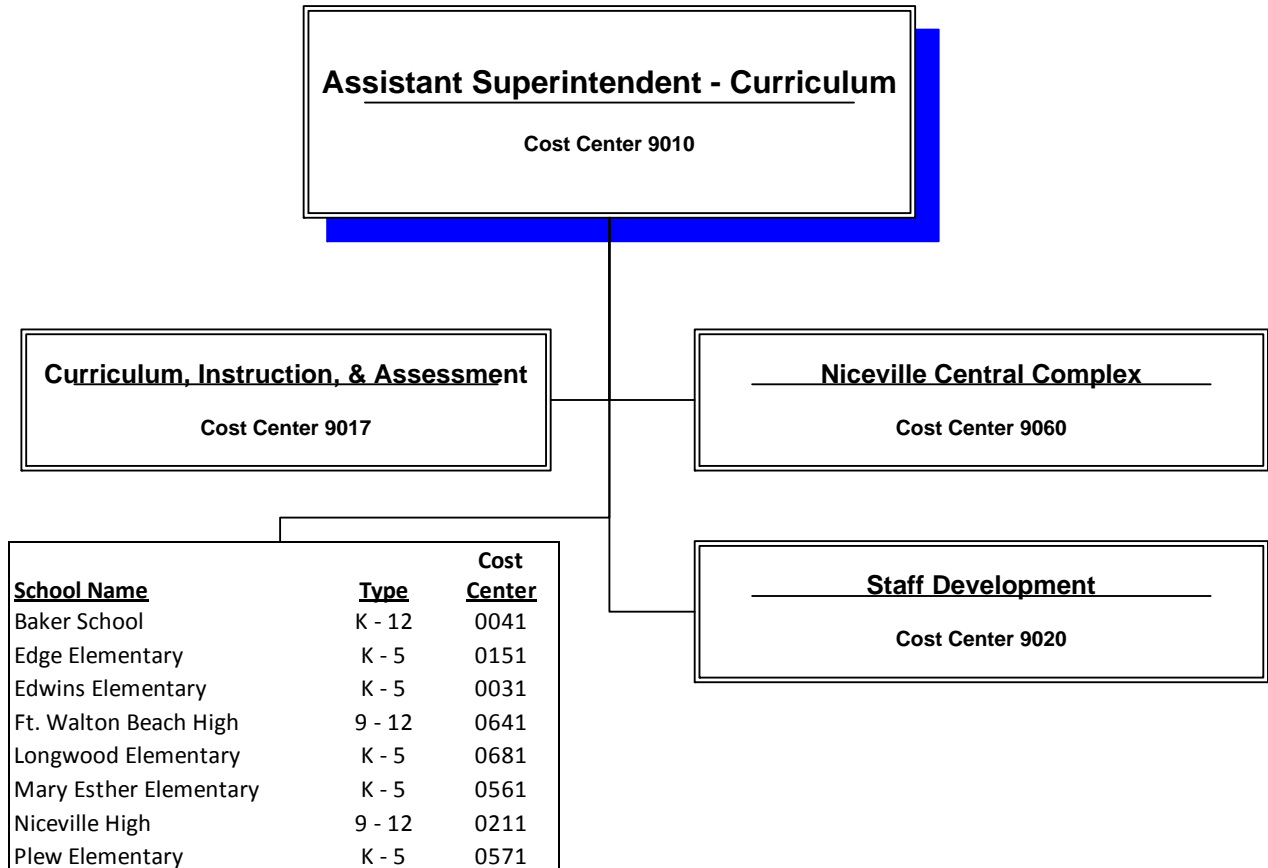 Assistant Superintendent - Curriculum
Cost Center 9010
Curriculum, Instruction, & Assessment
Cost Center 9017
Niceville Central Complex
Cost Center 9060
Staff Development
Cost Center 9020
Cost
School Name Type Center
Baker School K - 12 0041
Edge Elementary K - 5 0151
Edwins Elementary K - 5 0031
Ft. Walton Beach High 9 - 12 0641
Longwood Elementary K - 5 0681
Mary Esther Elementary K - 5 0561
Niceville High 9 - 12 0211
Plew Elementary K - 5 0571